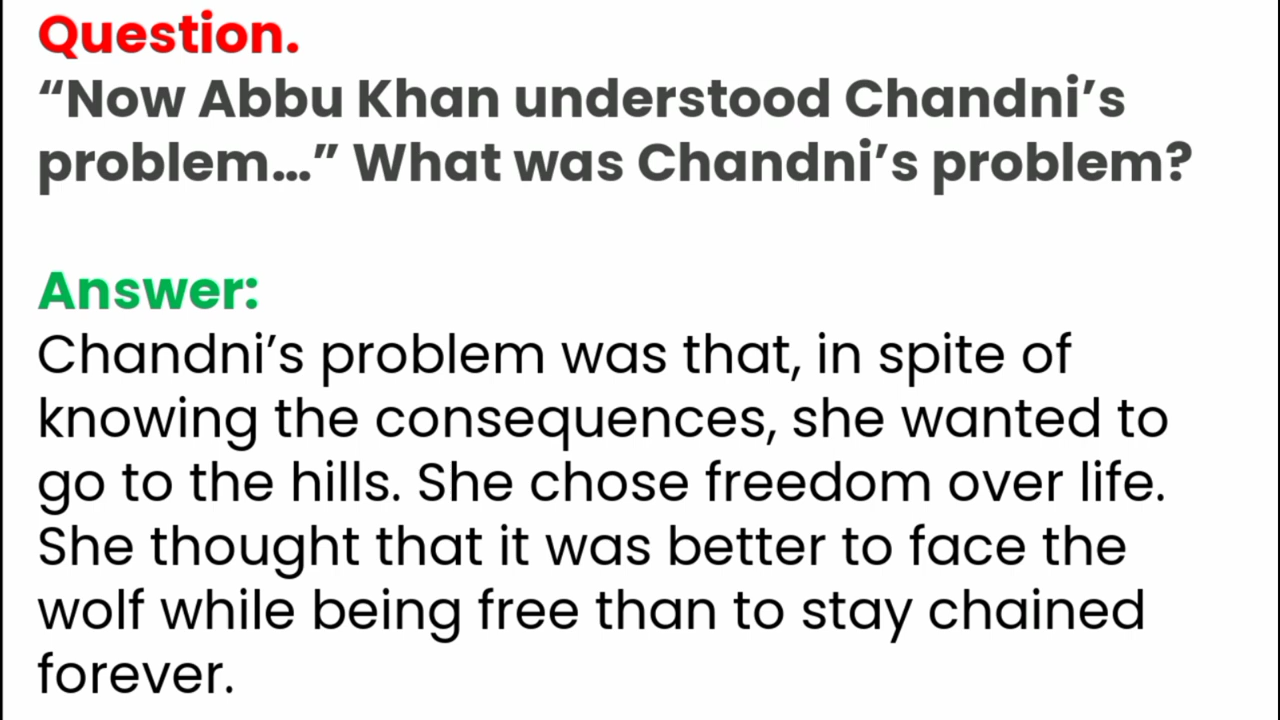 Question.
“Now Abbu Khan understood Chandni’s
problem...” What was Chandni’s problem?
Answer:
Chandni’s problem was that, in spite of
knowing the consequences, she wanted to
go to the hills. She chose freedom over life.
She thought that it was better to face the
wolf while being free than to stay chained
forever.